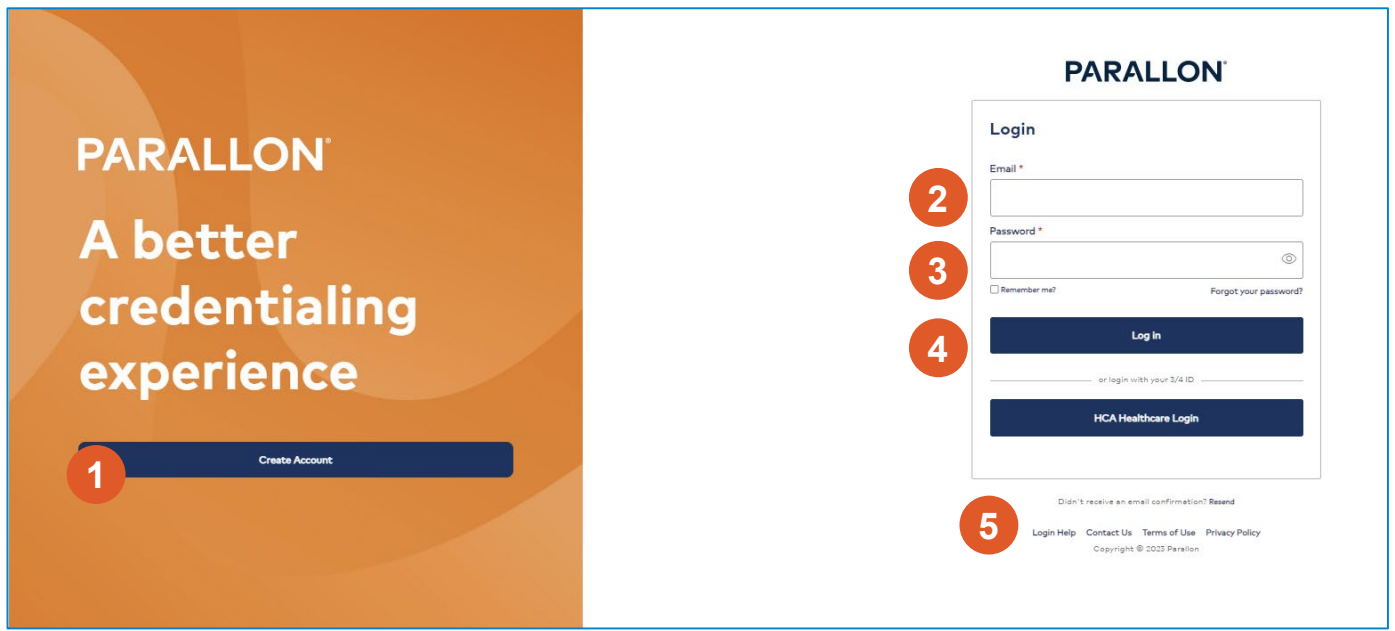 PARALLON
A better
credentialing
experience
1
Create Account
PARALLON
Login
Email *
2
Password *
3
Remember me?
Forgot your password?
4
Log in
or login with your 3/4 ID
HCA Healthcare Login
Didn't receive an email confirmation? Resend
5
Login Help Contact Us Terms of Use Privacy Policy
Copyright © 2023 Parallon